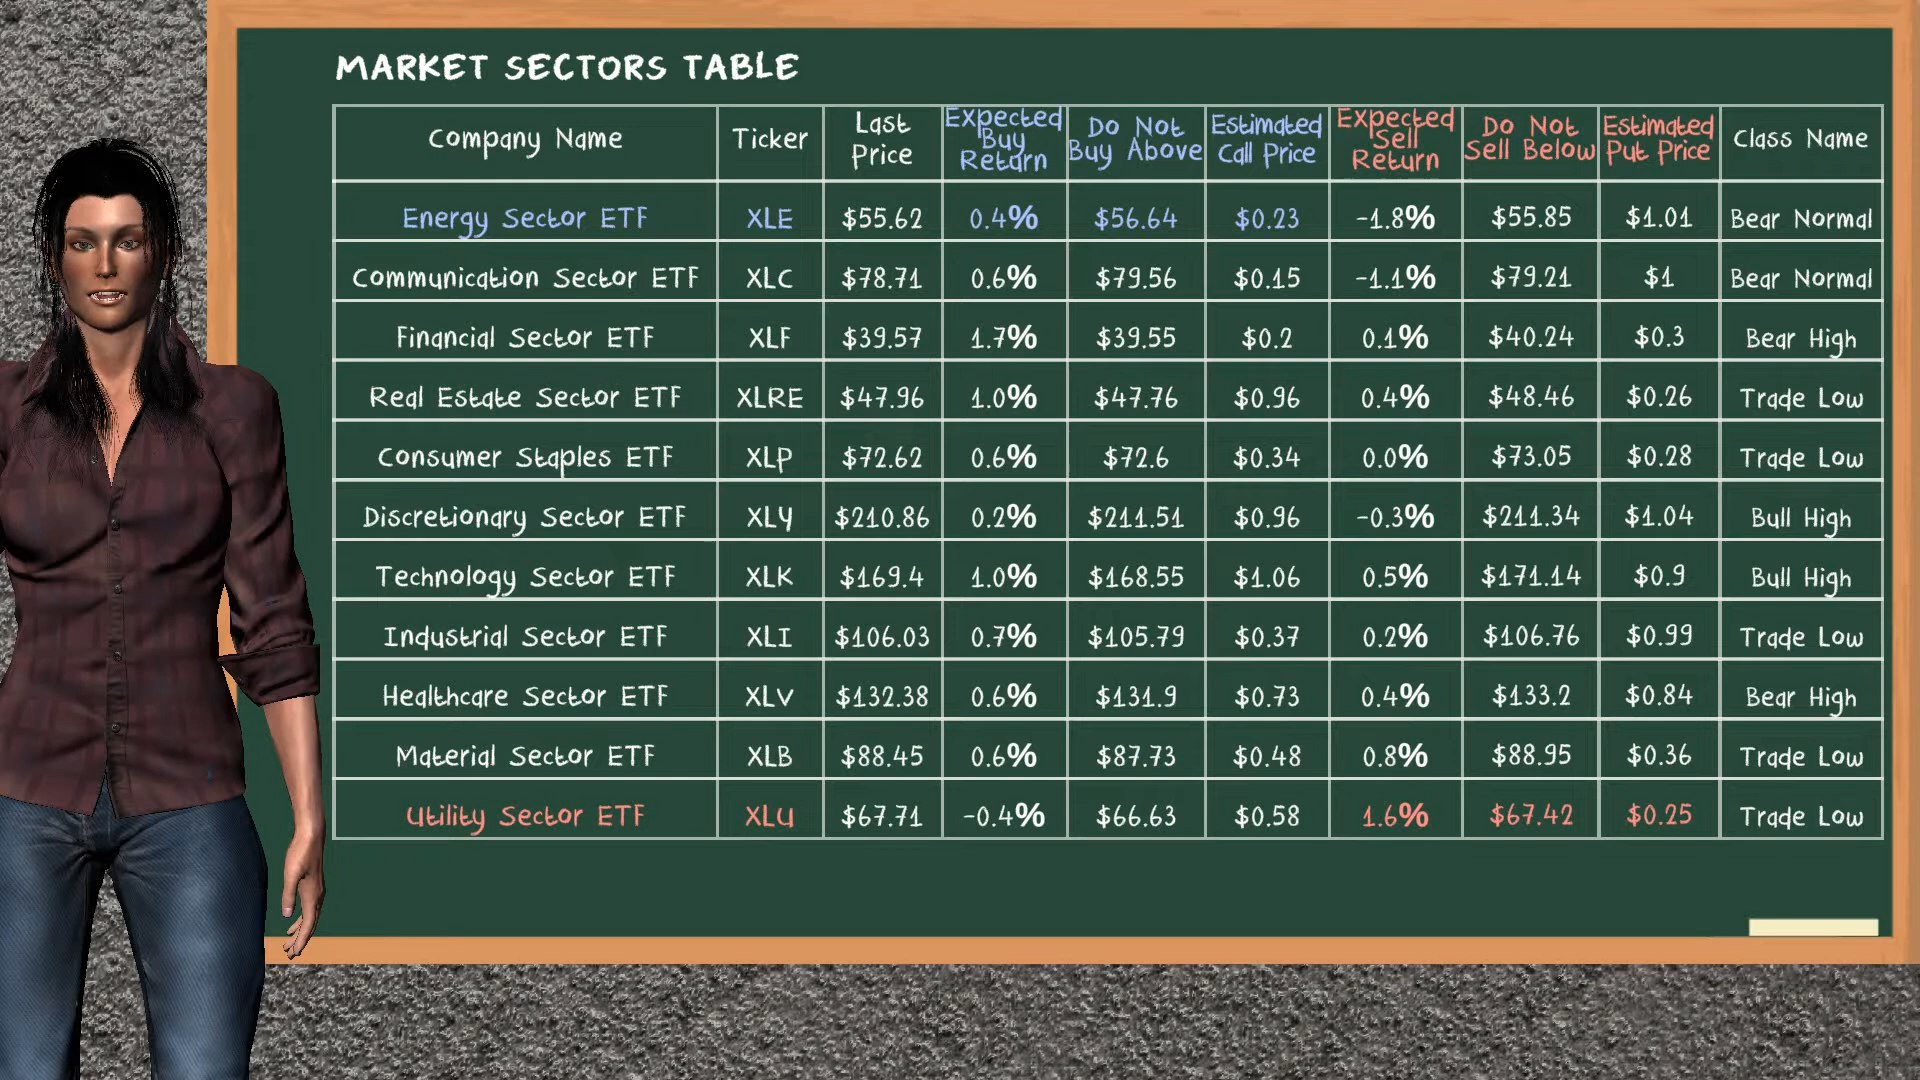 MARKET SECTORS TABLE
Company Name Ticker Last Price Expected Buy Return Do Not Buy Above Estimated Call Price Expected Sell Return Do Not Sell Below Estimated Put Price Class Name
Energy Sector ETF XLE $55.62 0.4% $56.64 $0.23 -1.8% $55.85 $1.01 Bear Normal
Communication Sector ETF XLC $78.71 0.6% $79.56 $0.15 -1.1% $79.21 $1 Bear Normal
Financial Sector ETF XLF $39.57 1.7% $39.55 $0.2 0.1% $40.24 $0.3 Bear High
Real Estate Sector ETF XLRE $47.96 1.0% $47.76 $0.96 0.4% $48.46 $0.26 Trade Low
Consumer Staples ETF XLP $72.62 0.6% $72.6 $0.34 0.0% $73.05 $0.28 Trade Low
Discretionary Sector ETF XLY $210.86 0.2% $211.51 $0.96 -0.3% $211.34 $1.04 Bull High
Technology Sector ETF XLK $169.4 1.0% $168.55 $1.06 0.5% $171.14 $0.9 Bull High
Industrial Sector ETF XLI $106.03 0.7% $105.79 $0.37 0.2% $106.76 $0.99 Trade Low
Healthcare Sector ETF XLV $132.38 0.6% $131.9 $0.73 0.4% $133.2 $0.84 Bear High
Material Sector ETF XLB $88.45 0.6% $87.73 $0.48 0.8% $88.95 $0.36 Trade Low
Utility Sector ETF XLU $67.71 -0.4% $66.63 $0.58 1.6% $67.42 $0.25 Trade Low